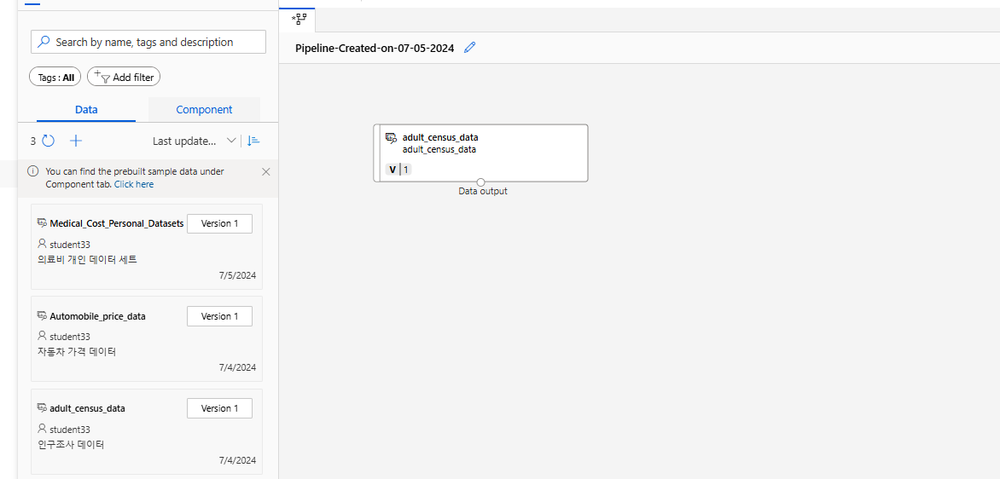 Search by name, tags and description
Tags : All
Add filter
Data
Component
3
Last update...
You can find the prebuilt sample data under
Component tab. Click here
Medical_Cost_Personal_Datasets
Version 1
student33
의료비 개인 데이터 세트
7/5/2024
Automobile_price_data
Version 1
student33
자동차 가격 데이터
7/4/2024
adult_census_data
Version 1
student33
인구조사 데이터
7/4/2024
Pipeline-Created-on-07-05-2024
adult_census_data
adult_census_data
V 1
Data output